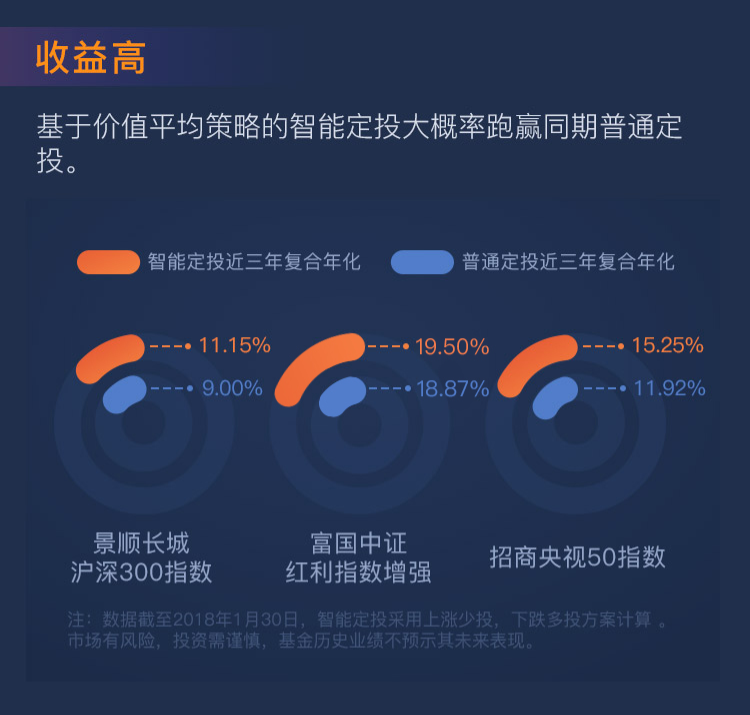 收益高
基于价值平均策略的智能定投大概率跑赢同期普通定
投。
智能定投近三年复合年化 普通定投近三年复合年化
11.15% 19.50% 15.25%
9.00% 18.87% 11.92%
景顺长城 富国中证
沪深300指数 红利指数增强 招商央视50指数
注：数据截至2018年1月30日，智能定投采用上涨少投，下跌多投方案计算 。
市场有风险，投资需谨慎，基金历史业绩不预示其未来表现。